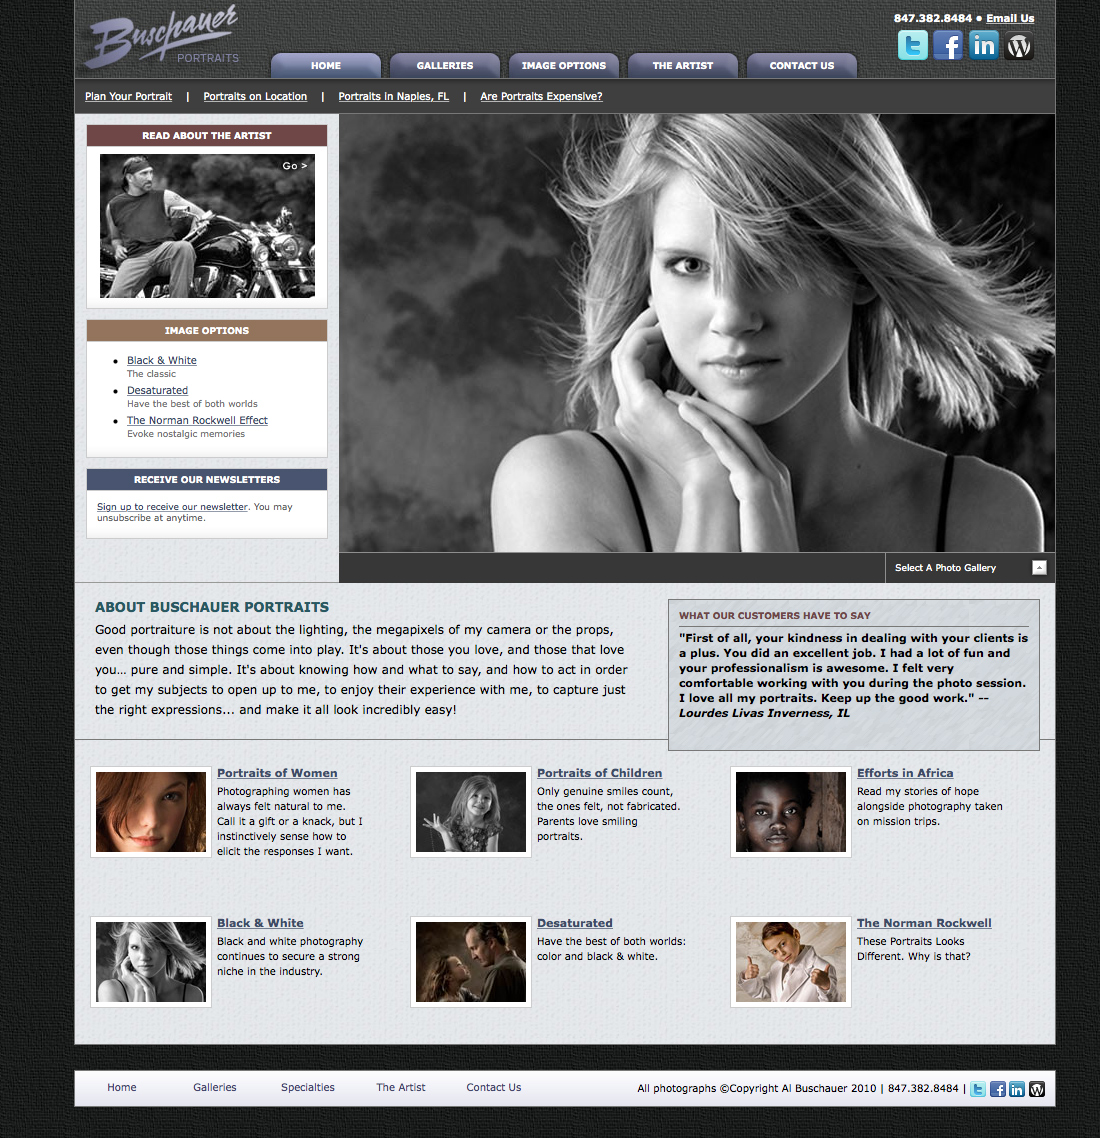 Buschauer
PORTRAITS
847.382.8484 • Email Us
HOME
GALLERIES
IMAGE OPTIONS
THE ARTIST
CONTACT US
Plan Your Portrait | Portraits on Location | Portraits in Naples, FL | Are Portraits Expensive?
READ ABOUT THE ARTIST
Go >
IMAGE OPTIONS
• Black & White
The classic
• Desaturated
Have the best of both worlds
• The Norman Rockwell Effect
Evoke nostalgic memories
RECEIVE OUR NEWSLETTERS
Sign up to receive our newsletter. You may
unsubscribe at anytime.
Select A Photo Gallery
ABOUT BUSCHAUER PORTRAITS
Good portraiture is not about the lighting, the megapixels of my camera or the props,
even though those things come into play. It's about those you love, and those that love
you... pure and simple. It's about knowing how and what to say, and how to act in order
to get my subjects to open up to me, to enjoy their experience with me, to capture just
the right expressions... and make it all look incredibly easy!
WHAT OUR CUSTOMERS HAVE TO SAY
"First of all, your kindness in dealing with your clients is
a plus. You did an excellent job. I had a lot of fun and
your professionalism is awesome. I felt very
comfortable working with you during the photo session.
I love all my portraits. Keep up the good work." --
Lourdes Livas Inverness, IL
Portraits of Women
Photographing women has
always felt natural to me.
Call it a gift or a knack, but I
instinctively sense how to
elicit the responses I want.
Portraits of Children
Only genuine smiles count,
the ones felt, not fabricated.
Parents love smiling
portraits.
Efforts in Africa
Read my stories of hope
alongside photography taken
on mission trips.
Black & White
Black and white photography
continues to secure a strong
niche in the industry.
Desaturated
Have the best of both worlds:
color and black & white.
The Norman Rockwell
These Portraits Looks
Different. Why is that?
Home
Galleries
Specialties
The Artist
Contact Us
All photographs ©Copyright Al Buschauer 2010 | 847.382.8484 |